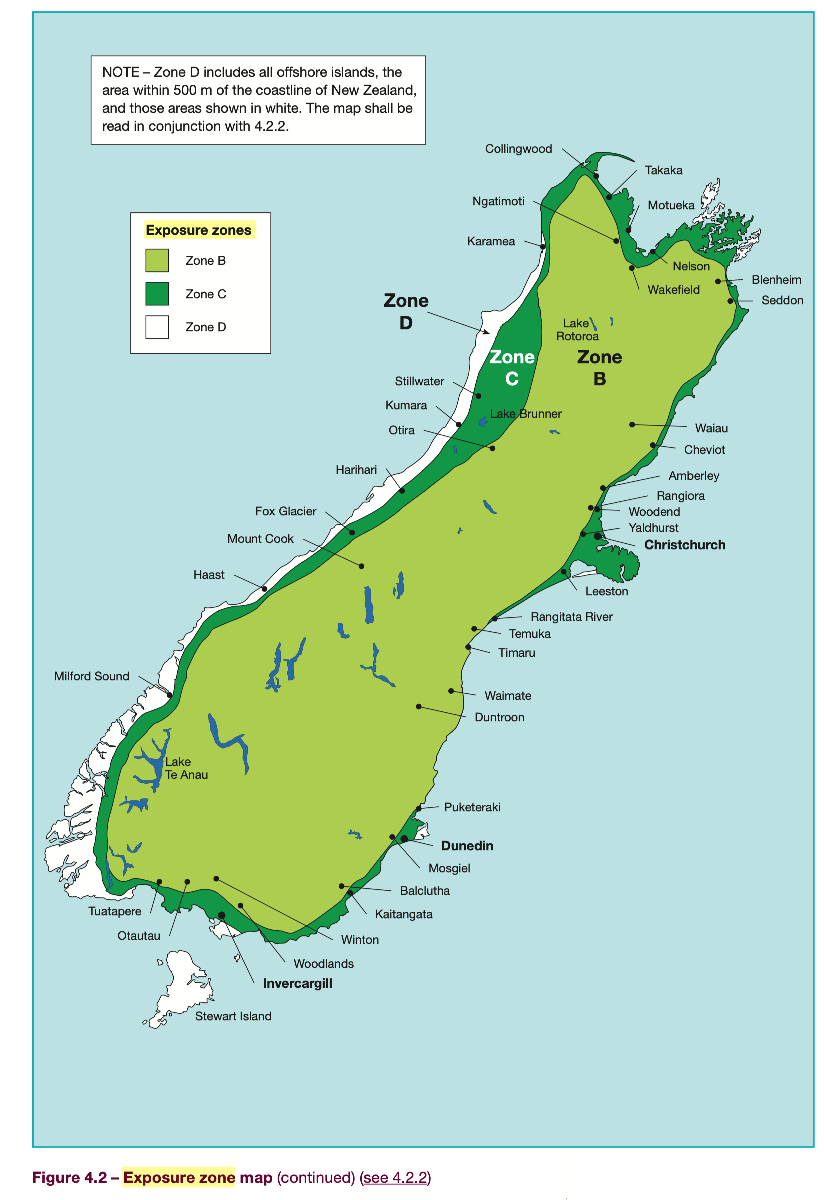 NOTE – Zone D includes all offshore islands, the
area within 500 m of the coastline of New Zealand,
and those areas shown in white. The map shall be
read in conjunction with 4.2.2.
Exposure zones
Zone B
Zone C
Zone D
Collingwood
Takaka
Ngatimoti
Motueka
Karamea
Nelson
Blenheim
Wakefield
Seddon
Zone
D
Lake
Rotoroa
Zone
C
Zone
B
Stillwater
Kumara
Lake Brunner
Otira
Waiau
Cheviot
Harihari
Amberley
Rangiora
Fox Glacier
Woodend
Yaldhurst
Mount Cook
Christchurch
Haast
Leeston
Rangitata River
Temuka
Timaru
Milford Sound
Waimate
Duntroon
Lake
Te Anau
Puketeraki
Dunedin
Mosgiel
Balclutha
Tuatapere
Kaitangata
Otautau
Winton
Woodlands
Invercargill
Stewart Island
Figure 4.2 – Exposure zone map (continued) (see 4.2.2)